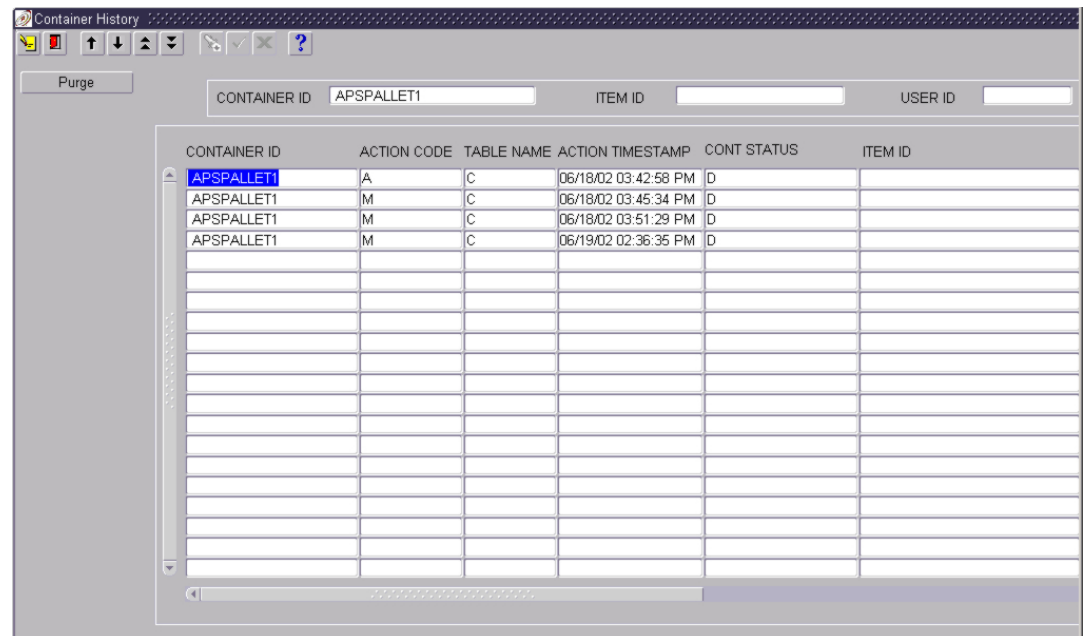 Container History
?
Purge
CONTAINER ID APSPALLET1 ITEM ID USER ID
CONTAINER ID ACTION CODE TABLE NAME ACTION TIMESTAMP CONT STATUS ITEM ID
APSPALLET1 A C 06/18/02 03:42:58 PM D
APSPALLET1 M C 06/18/02 03:45:34 PM D
APSPALLET1 M C 06/18/02 03:51:29 PM D
APSPALLET1 M C 06/19/02 02:36:35 PM D